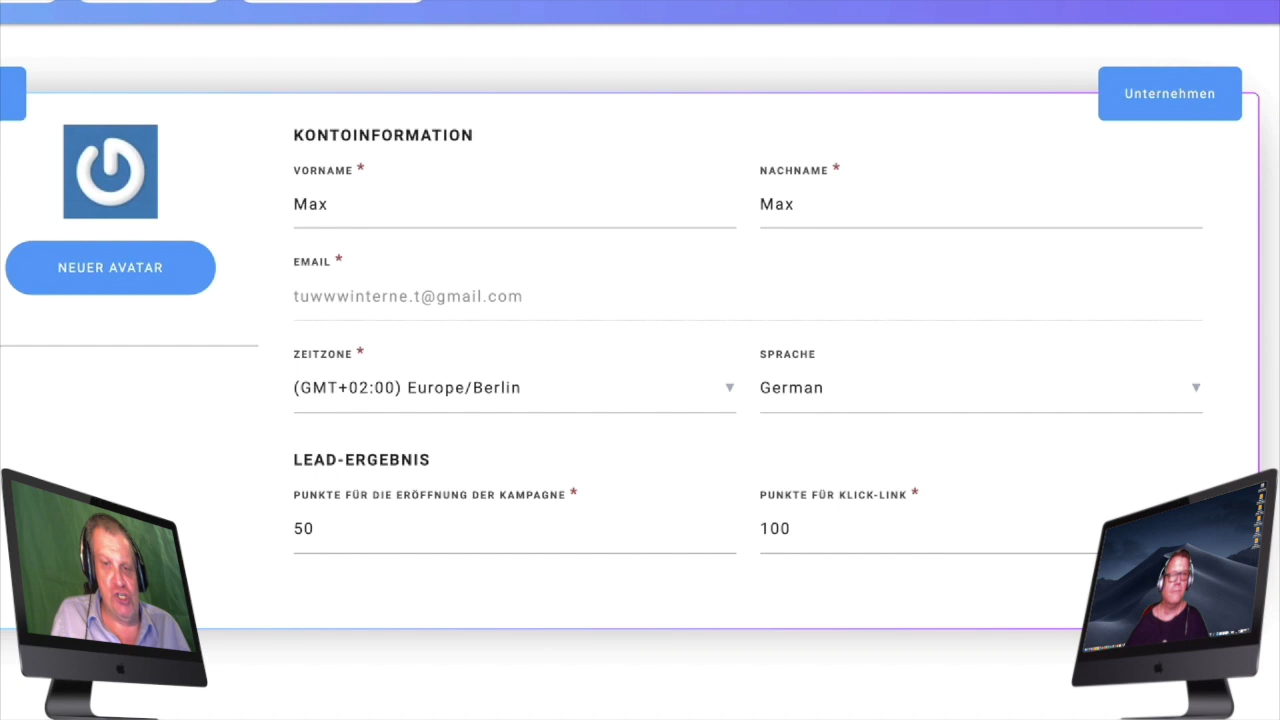 Unternehmen
KONTOINFORMATION
VORNAME *
NACHNAME *
Max
Max
NEUER AVATAR
EMAIL *
tuwwwinterne.t@gmail.com
ZEITZONE *
SPRACHE
(GMT+02:00) Europe/Berlin
German
LEAD-ERGEBNIS
PUNKTE FÜR DIE ERÖFFNUNG DER KAMPAGNE *
PUNKTE FÜR KLICK-LINK *
50
100